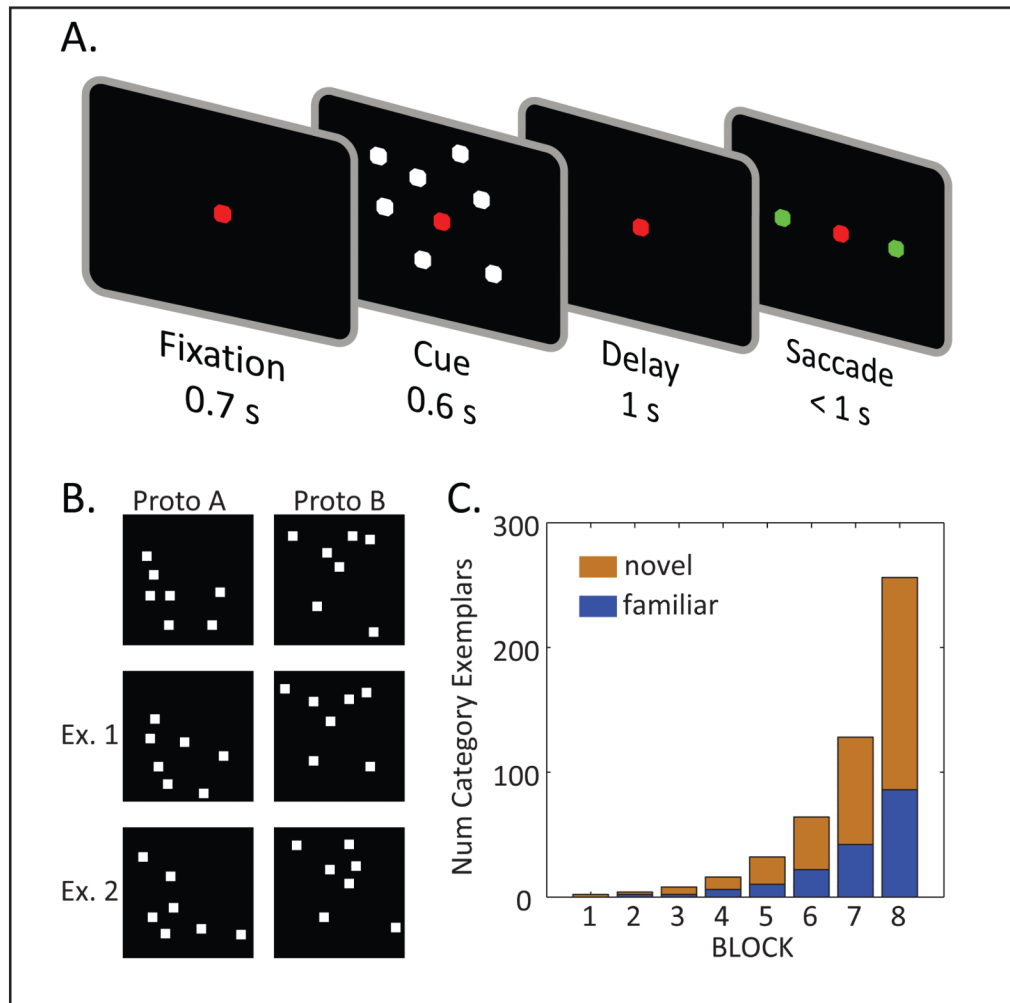 A.
Fixation
0.7 s
Cue
0.6 s
Delay
1 s
Saccade
< 1 s
B.
Proto A
Proto B
Ex. 1
Ex. 2
C.
300
200
100
0
Num Category Exemplars
novel
familiar
1 2 3 4 5 6 7 8
BLOCK